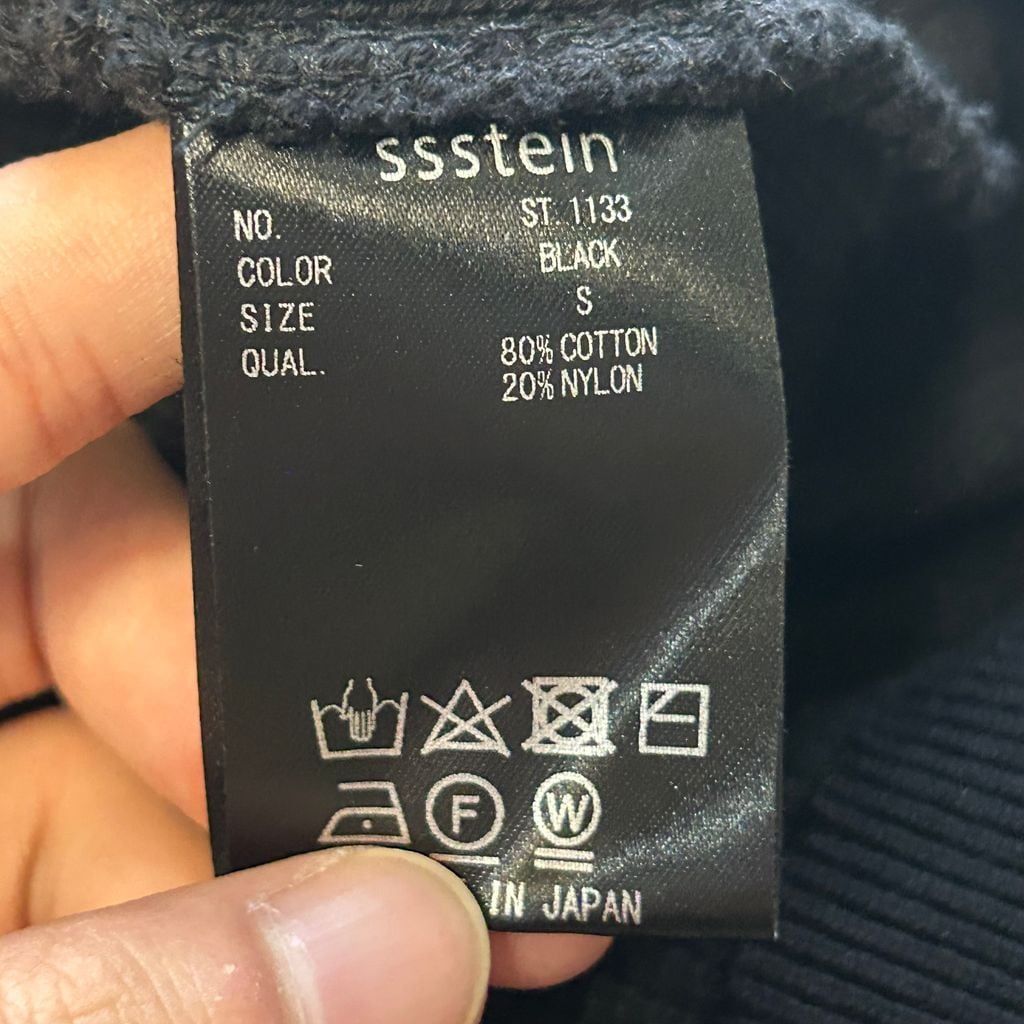 ssstein
NO. ST. 1133
COLOR BLACK
SIZE S
QUAL. 80% COTTON
20% NYLON
F W
IN JAPAN